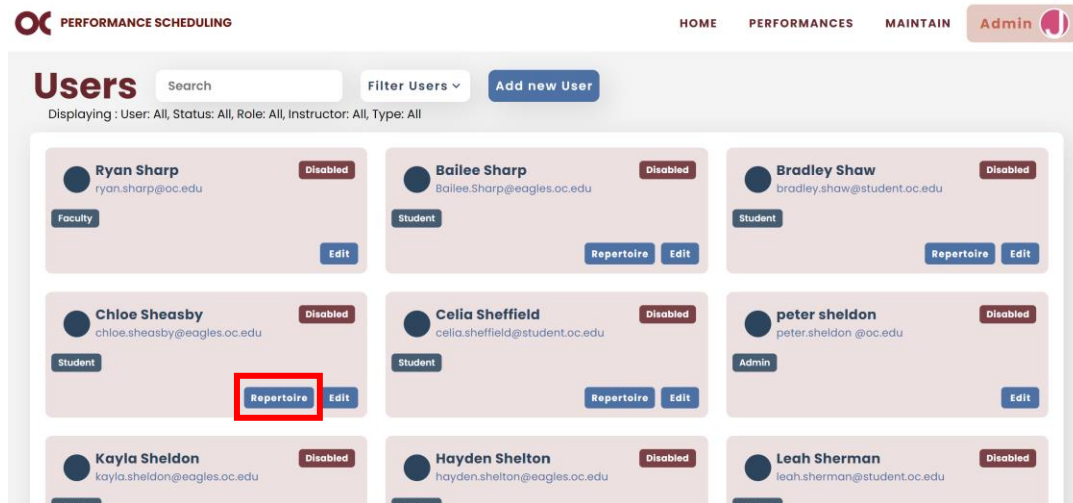 OC PERFORMANCE SCHEDULING HOME PERFORMANCES MAINTAIN Admin J
Users Search Filter Users Add new User
Displaying : User: All, Status: All, Role: All, Instructor: All, Type: All
Ryan Sharp Disabled
ryan.sharp@oc.edu
Faculty
Edit
Bailee Sharp Disabled
Bailee.Sharp@eagles.oc.edu
Student
Repertoire Edit
Bradley Shaw Disabled
bradley.shaw@student.oc.edu
Student
Repertoire Edit
Chloe Sheasby Disabled
chloe.sheasby@eagles.oc.edu
Student
Repertoire Edit
Celia Sheffield Disabled
celia.sheffield@student.oc.edu
Student
Repertoire Edit
peter sheldon Disabled
peter.sheldon @oc.edu
Admin
Edit
Kayla Sheldon Disabled
kayla.sheldon@eagles.oc.edu
Hayden Shelton Disabled
hayden.shelton@eagles.oc.edu
Leah Sherman Disabled
leah.sherman@student.oc.edu